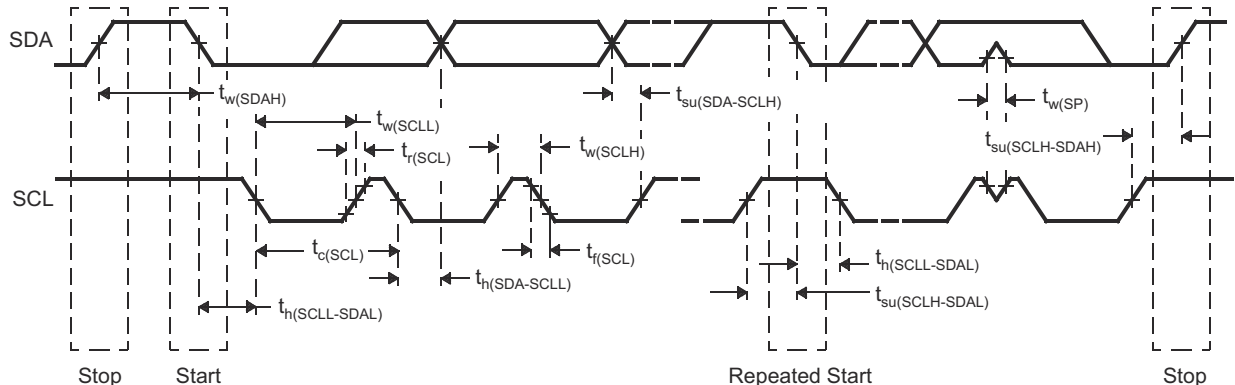 SDA
t_w(SDAH)
t_su(SDA-SCLH)
t_w(SP)
t_w(SCLL)
t_r(SCL)
t_w(SCLH)
t_su(SCLH-SDAH)
SCL
t_c(SCL)
t_f(SCL)
t_h(SCLL-SDAL)
t_h(SDA-SCLL)
t_su(SCLH-SDAL)
t_h(SCLL-SDAL)
Stop
Start
Repeated Start
Stop